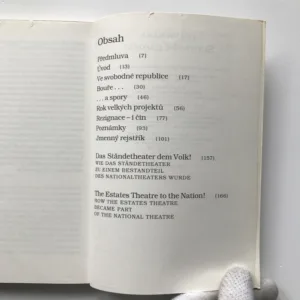 Obsah
Předmluva (7)
Úvod (13)
Ve svobodné republice (17)
Bouře . . . (30)
. . . a spory (46)
Rok velkých projektů (56)
Rezignace – i čin (77)
Poznámky (93)
Jmenný rejstřík (101)
Das Ständetheater dem Volk! (137)
WIE DAS STÄNDETHEATER
ZU EINEM BESTANDTEIL
DES NATIONALTHEATERS WURDE
The Estates Theatre to the Nation! (166)
HOW THE ESTATES THEATRE
BECAME PART
OF THE NATIONAL THEATRE